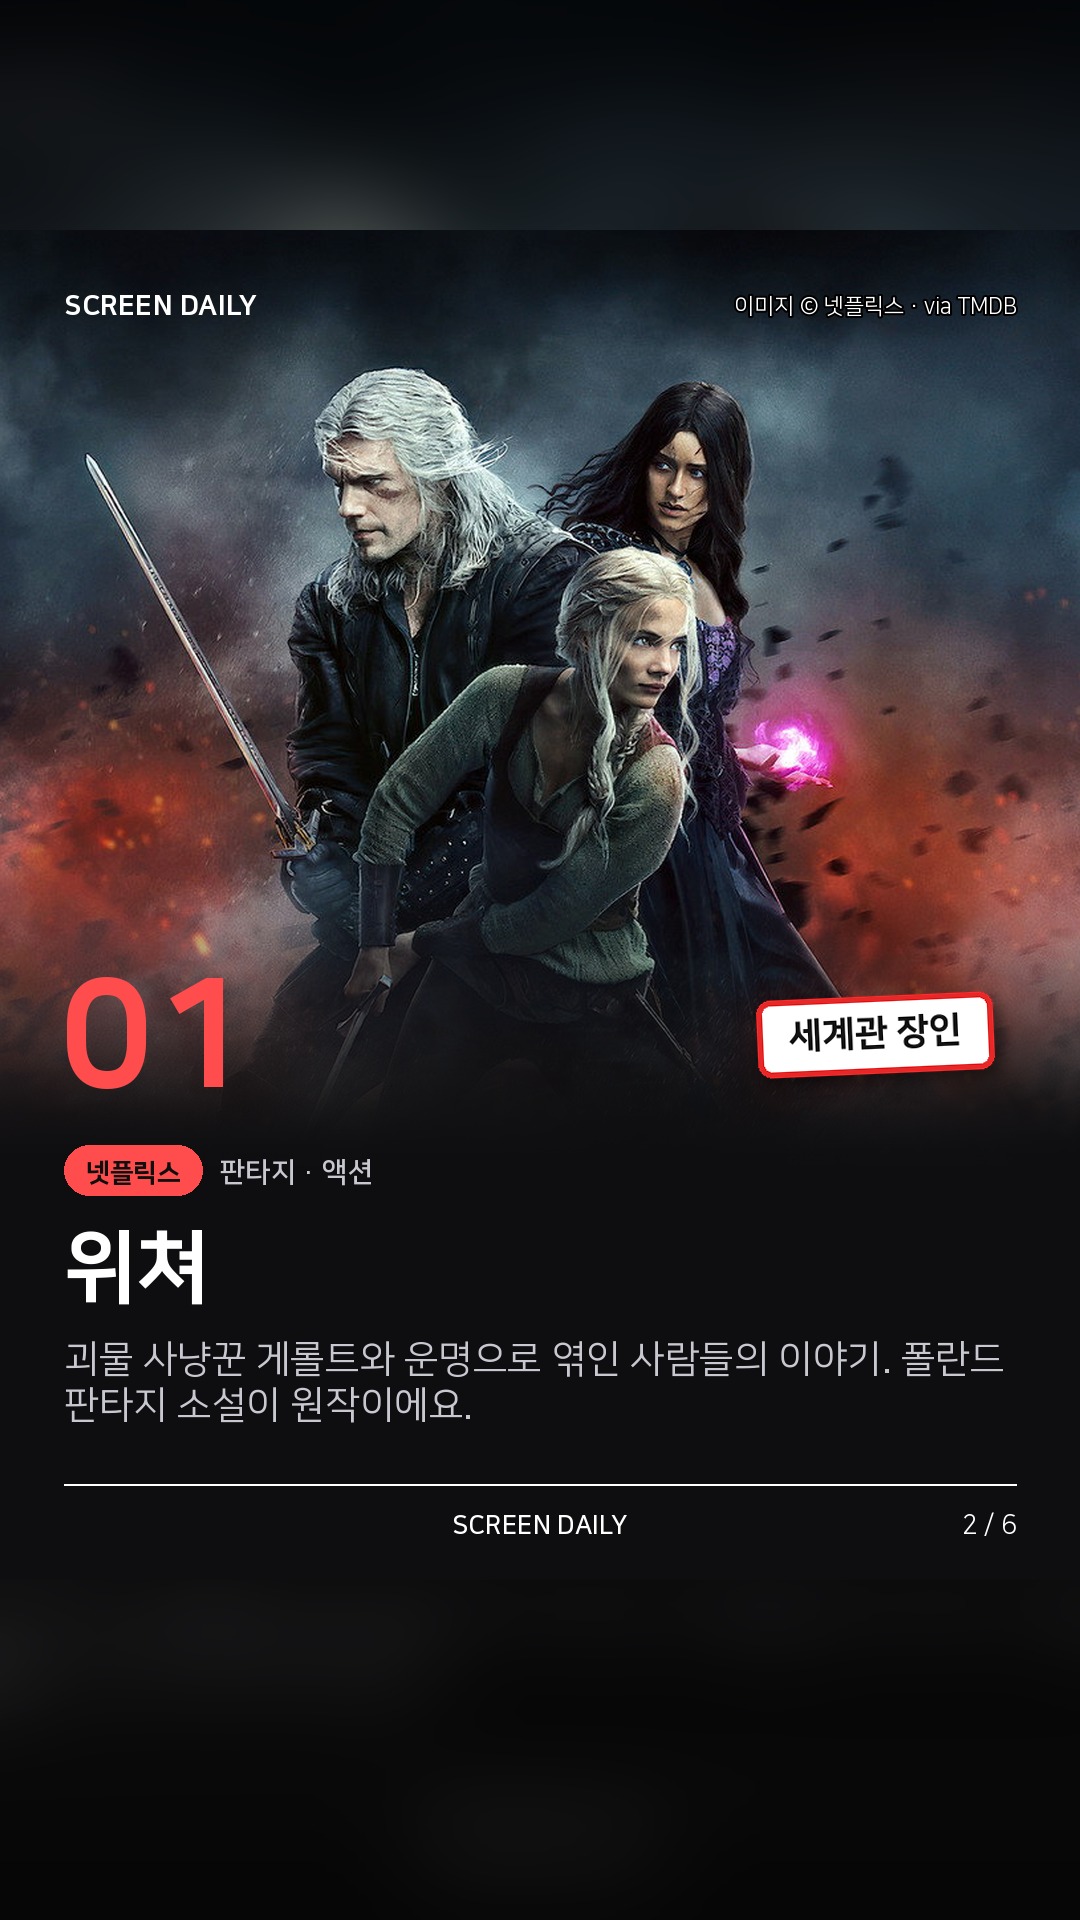 SCREEN DAILY
이미지 © 넷플릭스 · via TMDB
01
세계관 장인
넷플릭스 판타지 · 액션
위쳐
괴물 사냥꾼 게롤트와 운명으로 엮인 사람들의 이야기. 폴란드
판타지 소설이 원작이에요.
SCREEN DAILY
2 / 6